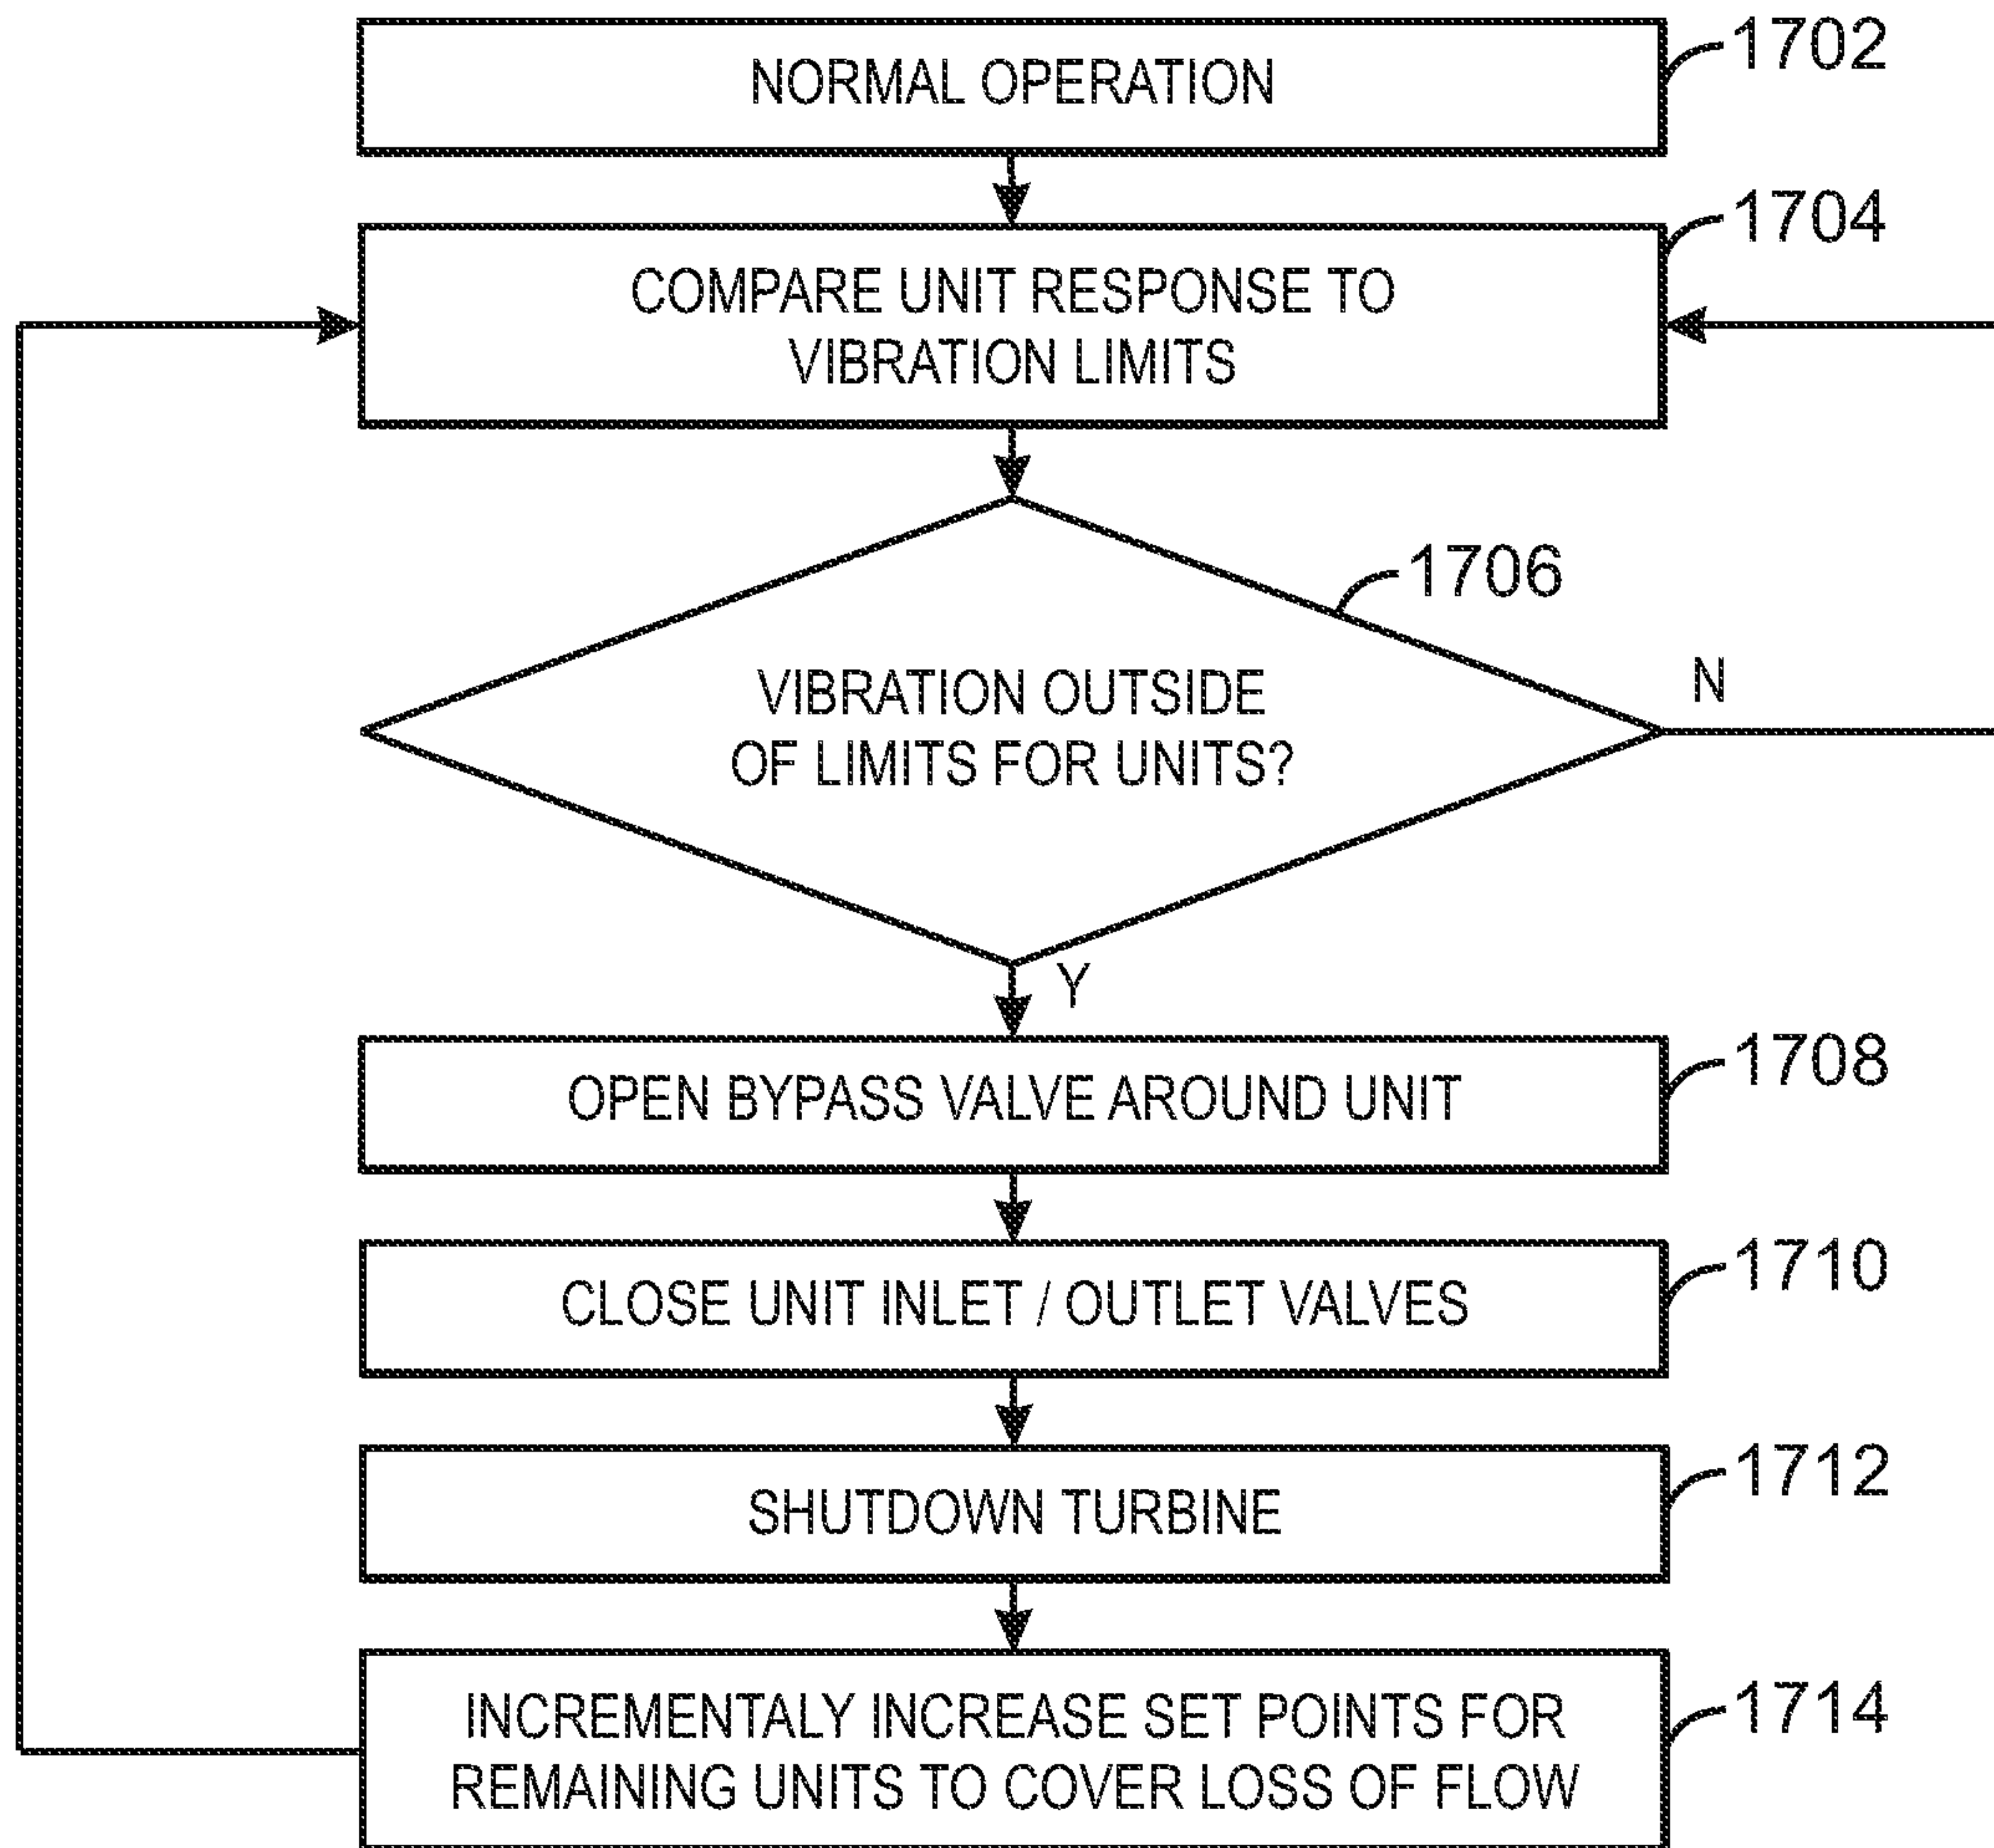 NORMAL OPERATION
1702
COMPARE UNIT RESPONSE TO
VIBRATION LIMITS
1704
VIBRATION OUTSIDE
OF LIMITS FOR UNITS?
1706
N
Y
OPEN BYPASS VALVE AROUND UNIT
1708
CLOSE UNIT INLET / OUTLET VALVES
1710
SHUTDOWN TURBINE
1712
INCREMENTALY INCREASE SET POINTS FOR
REMAINING UNITS TO COVER LOSS OF FLOW
1714